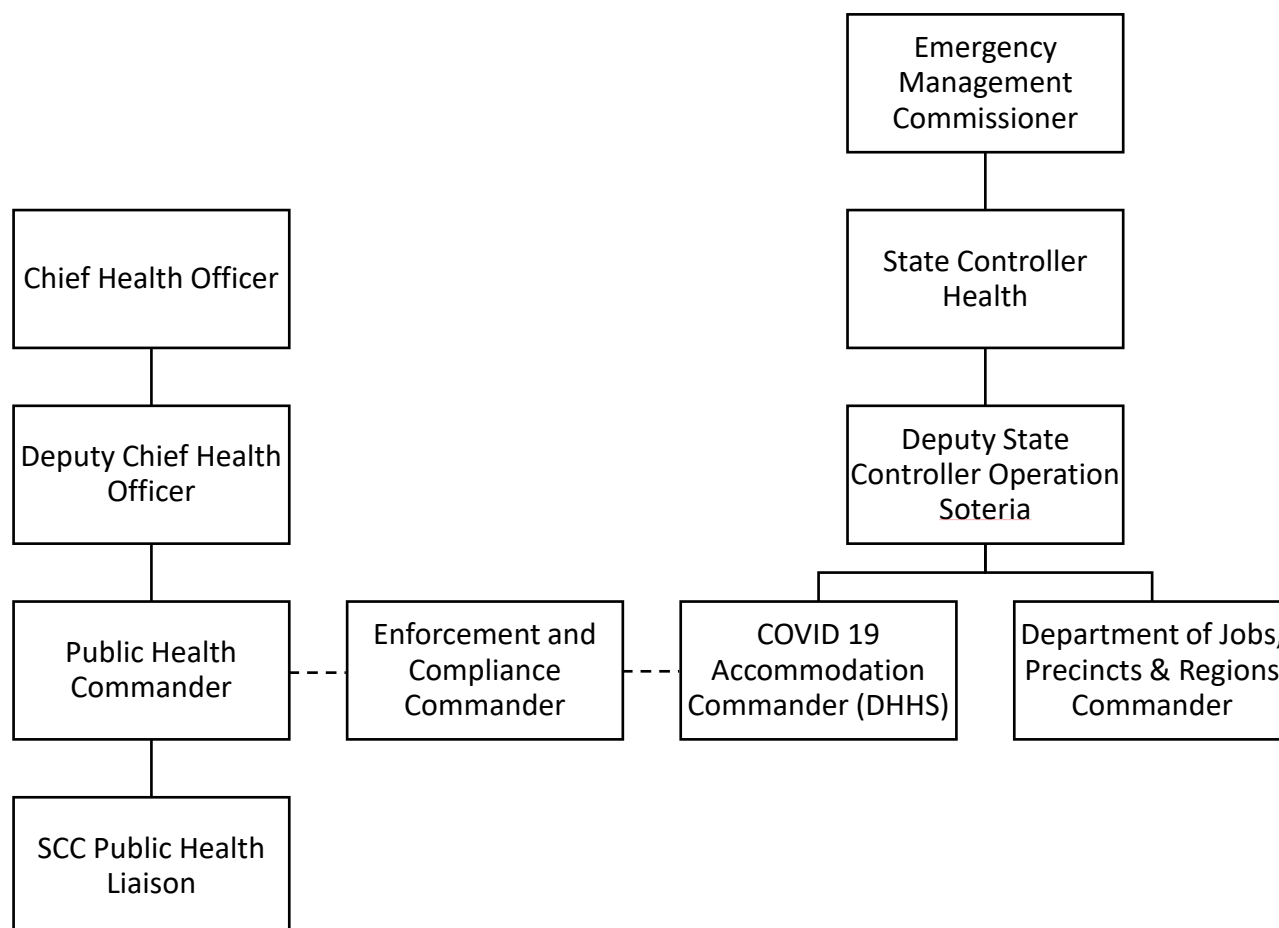 Emergency
Management
Commissioner
Chief Health Officer
State Controller
Health
Deputy Chief Health
Officer
Deputy State
Controller Operation
Soteria
Public Health
Commander
Enforcement and
Compliance
Commander
COVID 19
Accommodation
Commander (DHHS)
Department of Jobs,
Precincts & Regions
Commander
SCC Public Health
Liaison